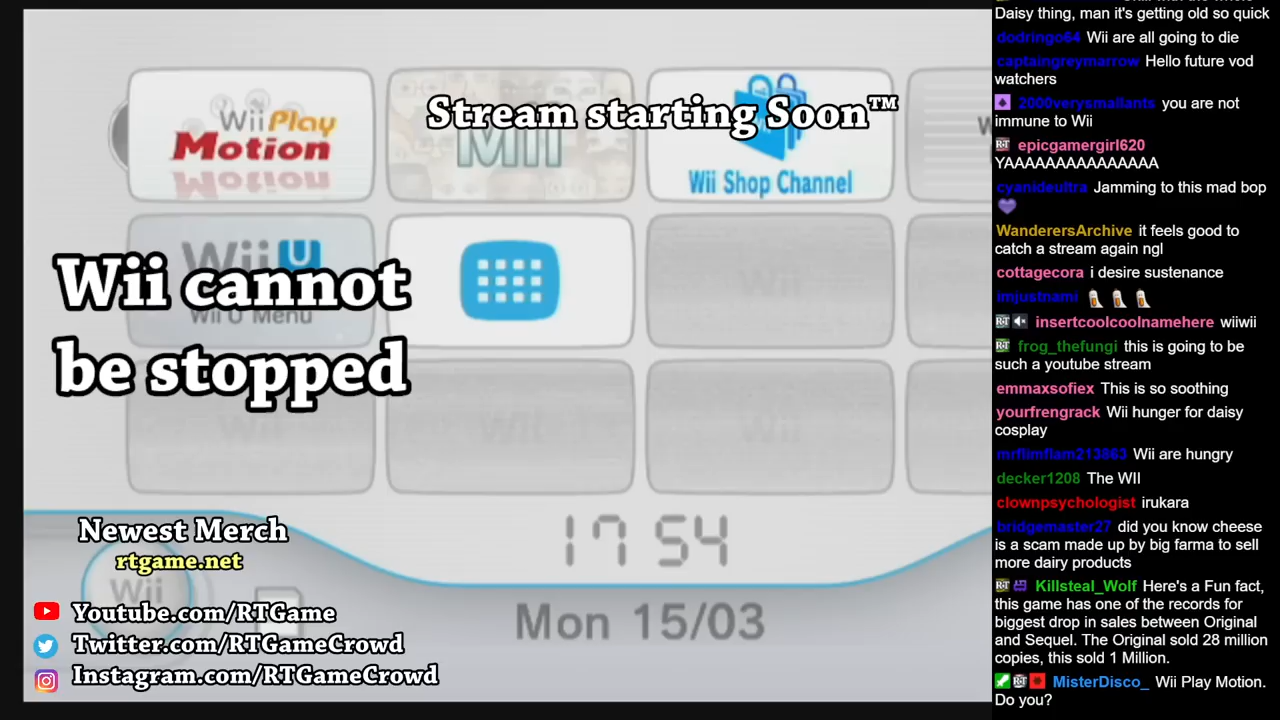 Stream starting Soon™
Wii Play
Motion
Mii
Wii Shop Channel
Wii U
Wii U Menu
Wii
Wii cannot
be stopped
Wii
Wii
Wii
17 54
Mon 15/03
Wii
Newest Merch
rtgame.net
Youtube.com/RTGame
Twitter.com/RTGameCrowd
Instagram.com/RTGameCrowd
Daisy thing, man it's getting old so quick
dodringo64 Wii are all going to die
captaingreymarrow Hello future vod
watchers
2000verysmallants you are not
immune to Wii
epicgamergirl620
YAAAAAAAAAAAAAAA
cyanideultra Jamming to this mad bop
WanderersArchive it feels good to
catch a stream again ngl
cottagecora i desire sustenance
imjustnami
insertcoolcoolnamehere wiiwii
frog_thefungi this is going to be
such a youtube stream
emmaxsofiex This is so soothing
yourfrengrack Wii hunger for daisy
cosplay
mrflimflam213863 Wii are hungry
decker1208 The WII
clownpsychologist irukara
bridgemaster27 did you know cheese
is a scam made up by big farma to sell
more dairy products
Killsteal_Wolf Here's a Fun fact,
this game has one of the records for
biggest drop in sales between Original
and Sequel. The Original sold 28 million
copies, this sold 1 Million.
MisterDisco_ Wii Play Motion.
Do you?